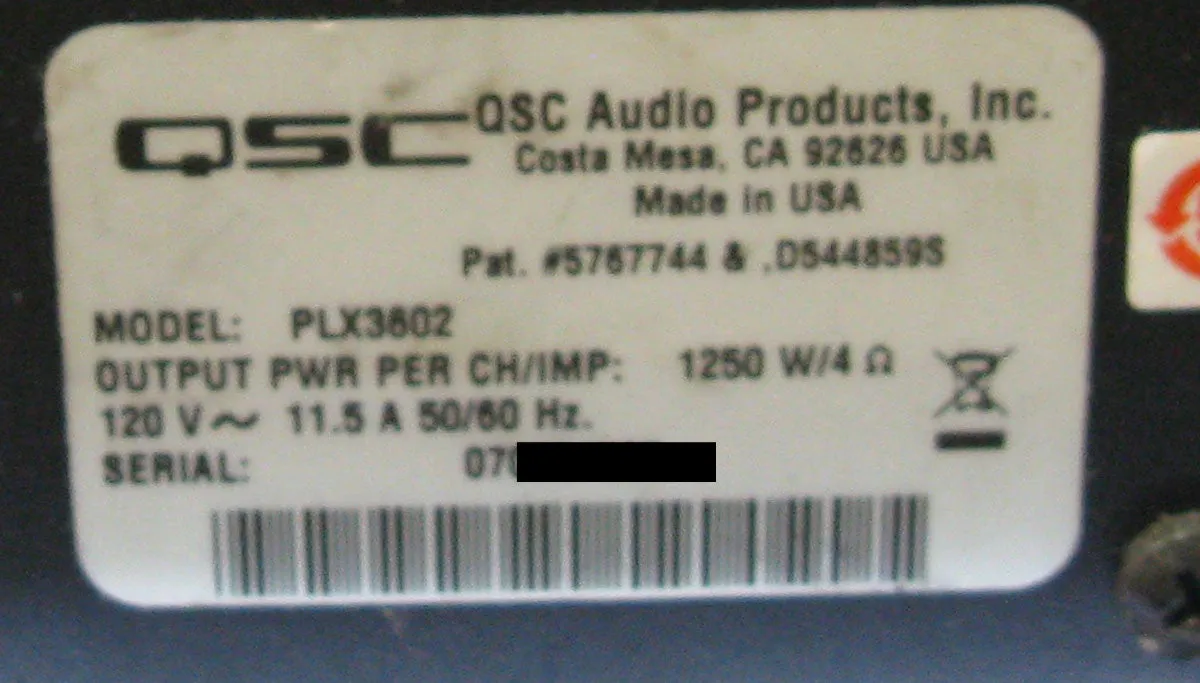 QSC QSC Audio Products, Inc.
Costa Mesa, CA 92626 USA
Made in USA
Pat. #5767744 & .D544859S
MODEL: PLX3602
OUTPUT PWR PER CH/IMP: 1250 W/4 Ω
120 V~ 11.5 A 50/60 Hz.
SERIAL: 070